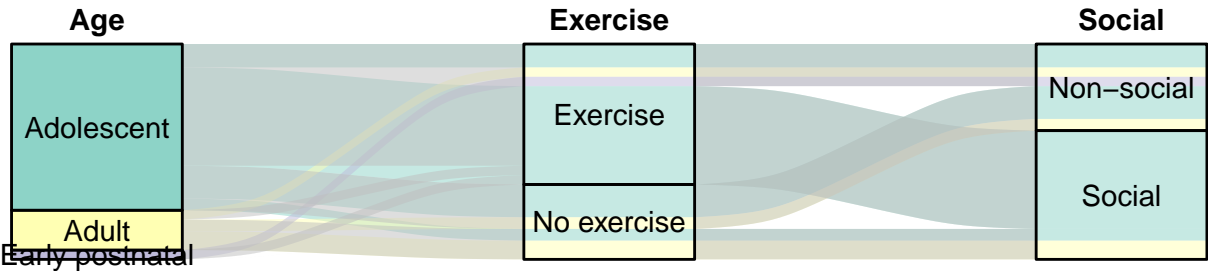 Age Exercise Social
Adolescent Exercise Non−social
Adult No exercise Social
Early postnatal